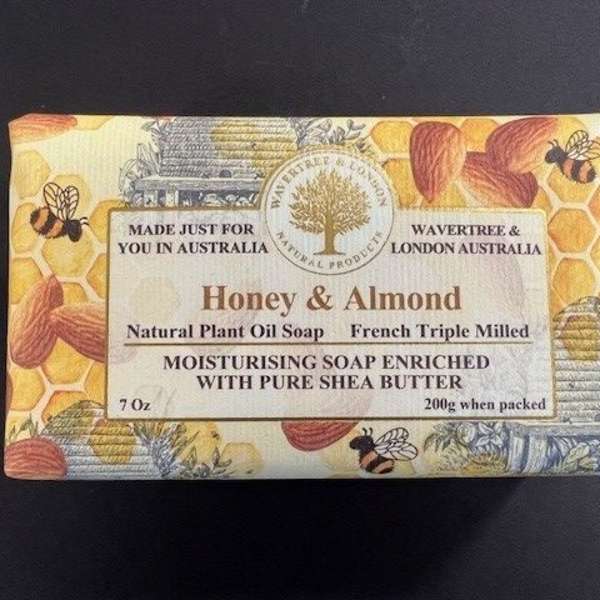 WAVERTREE & LONDON
NATURAL PRODUCTS
MADE JUST FOR
YOU IN AUSTRALIA
WAVERTREE &
LONDON AUSTRALIA
Honey & Almond
Natural Plant Oil Soap French Triple Milled
MOISTURISING SOAP ENRICHED
WITH PURE SHEA BUTTER
7 Oz 200g when packed